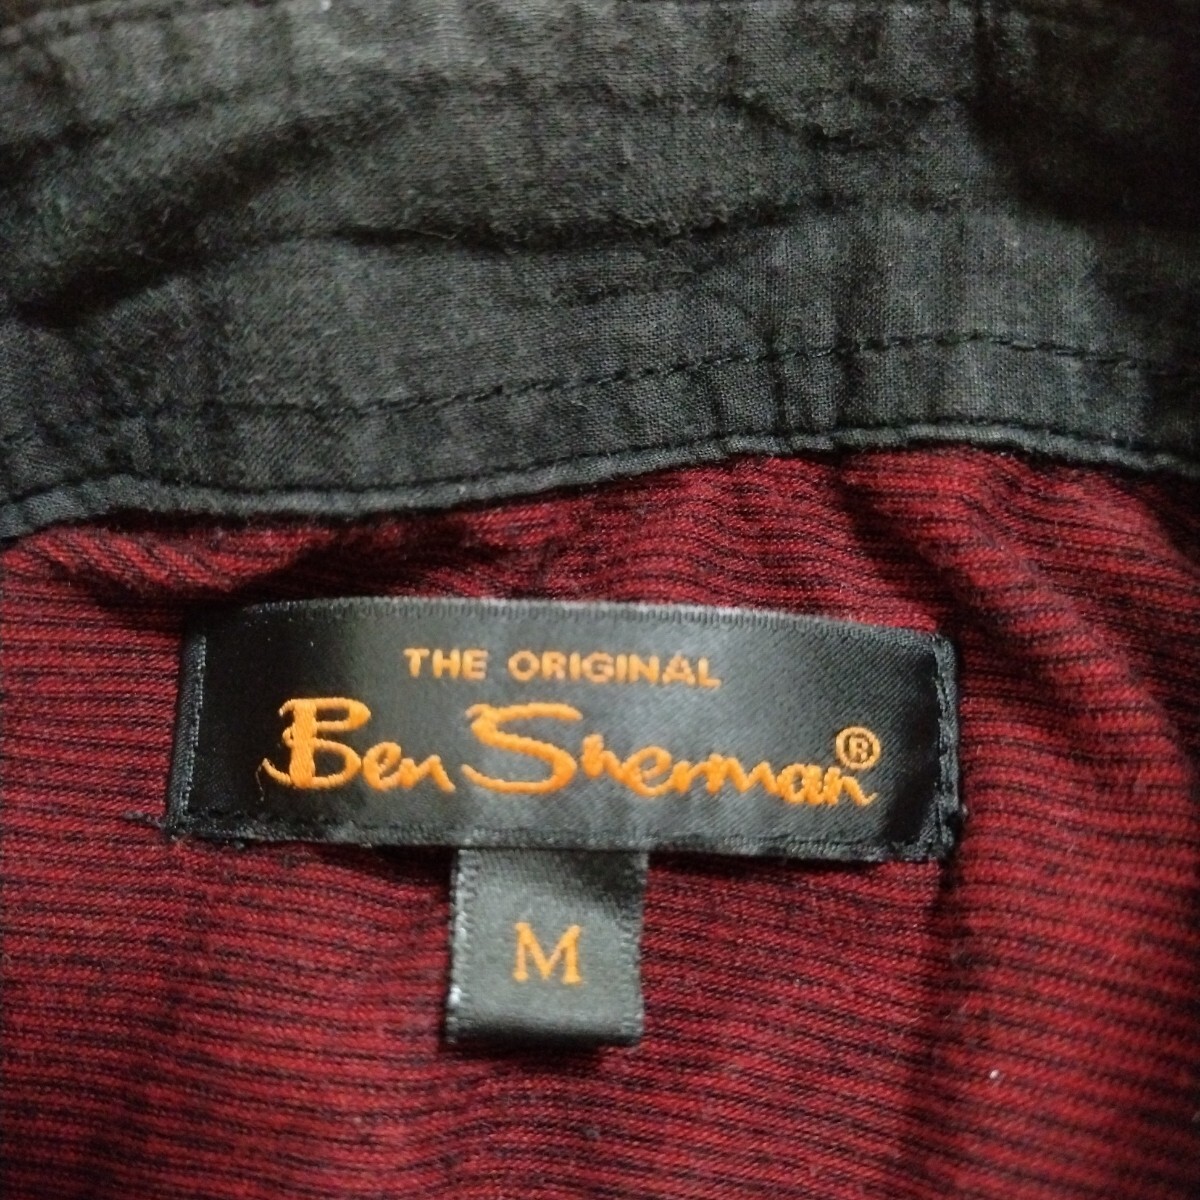 THE ORIGINAL
Ben Sherman®
M